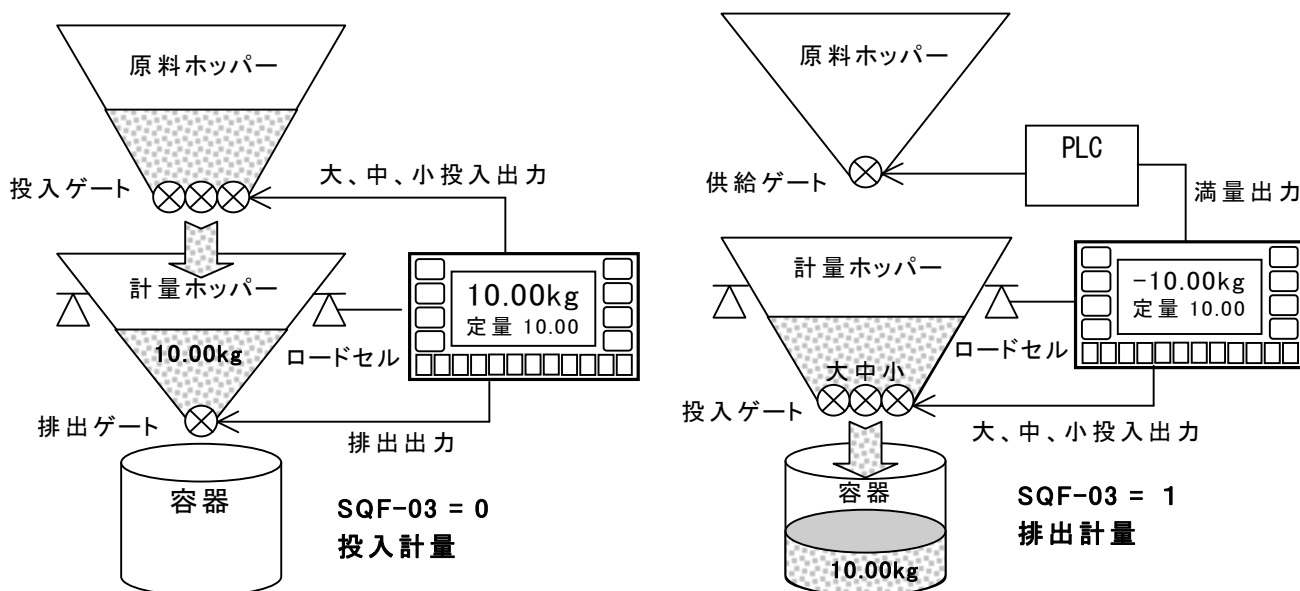 原料ホッパー
投入ゲート
大、中、小投入出力
計量ホッパー
10.00kg
定量 10.00
10.00kg
ロードセル
排出ゲート
排出出力
容器
SQF-03 = 0
投入計量
原料ホッパー
PLC
供給ゲート
満量出力
計量ホッパー
-10.00kg
定量 10.00
ロードセル
大中小
投入ゲート
大、中、小投入出力
容器
10.00kg
SQF-03 = 1
排出計量